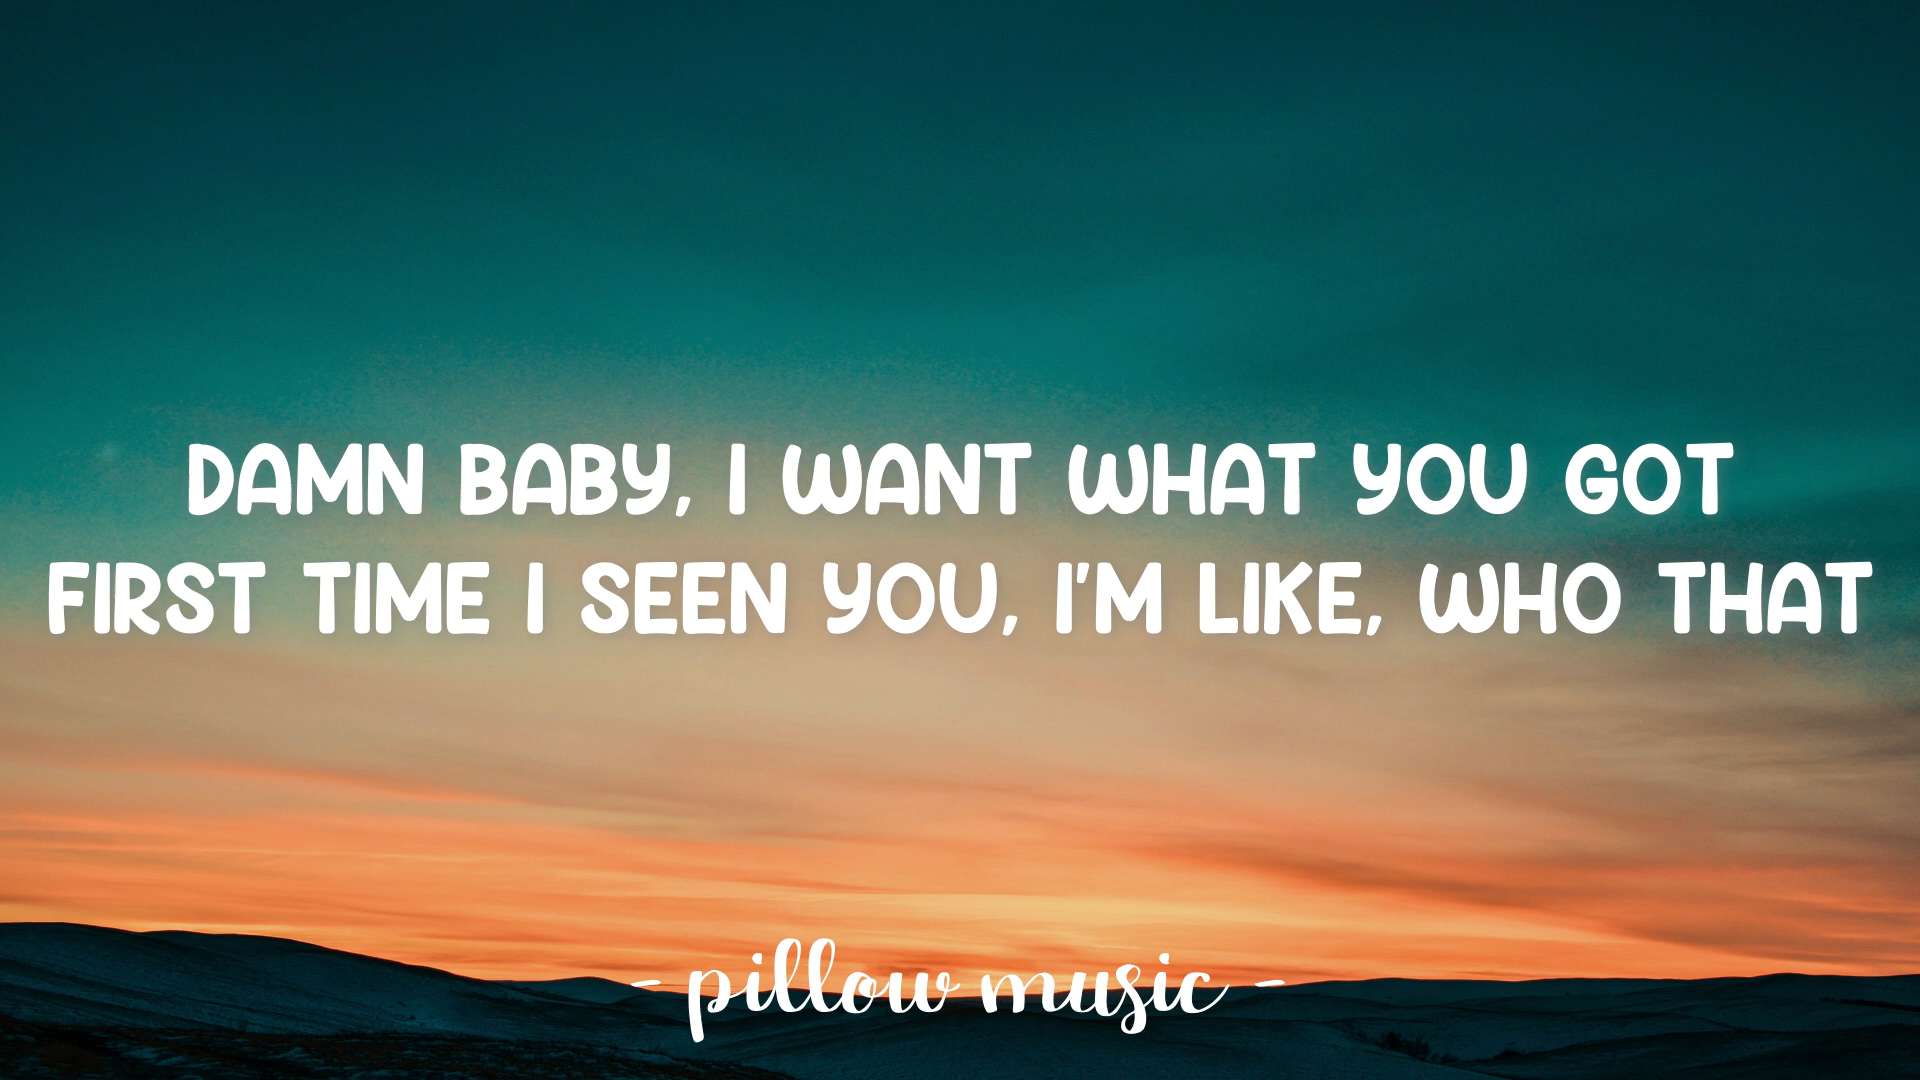 DAMN BABY, I WANT WHAT YOU GOT
FIRST TIME I SEEN YOU, I'M LIKE, WHO THAT
- pillow music -